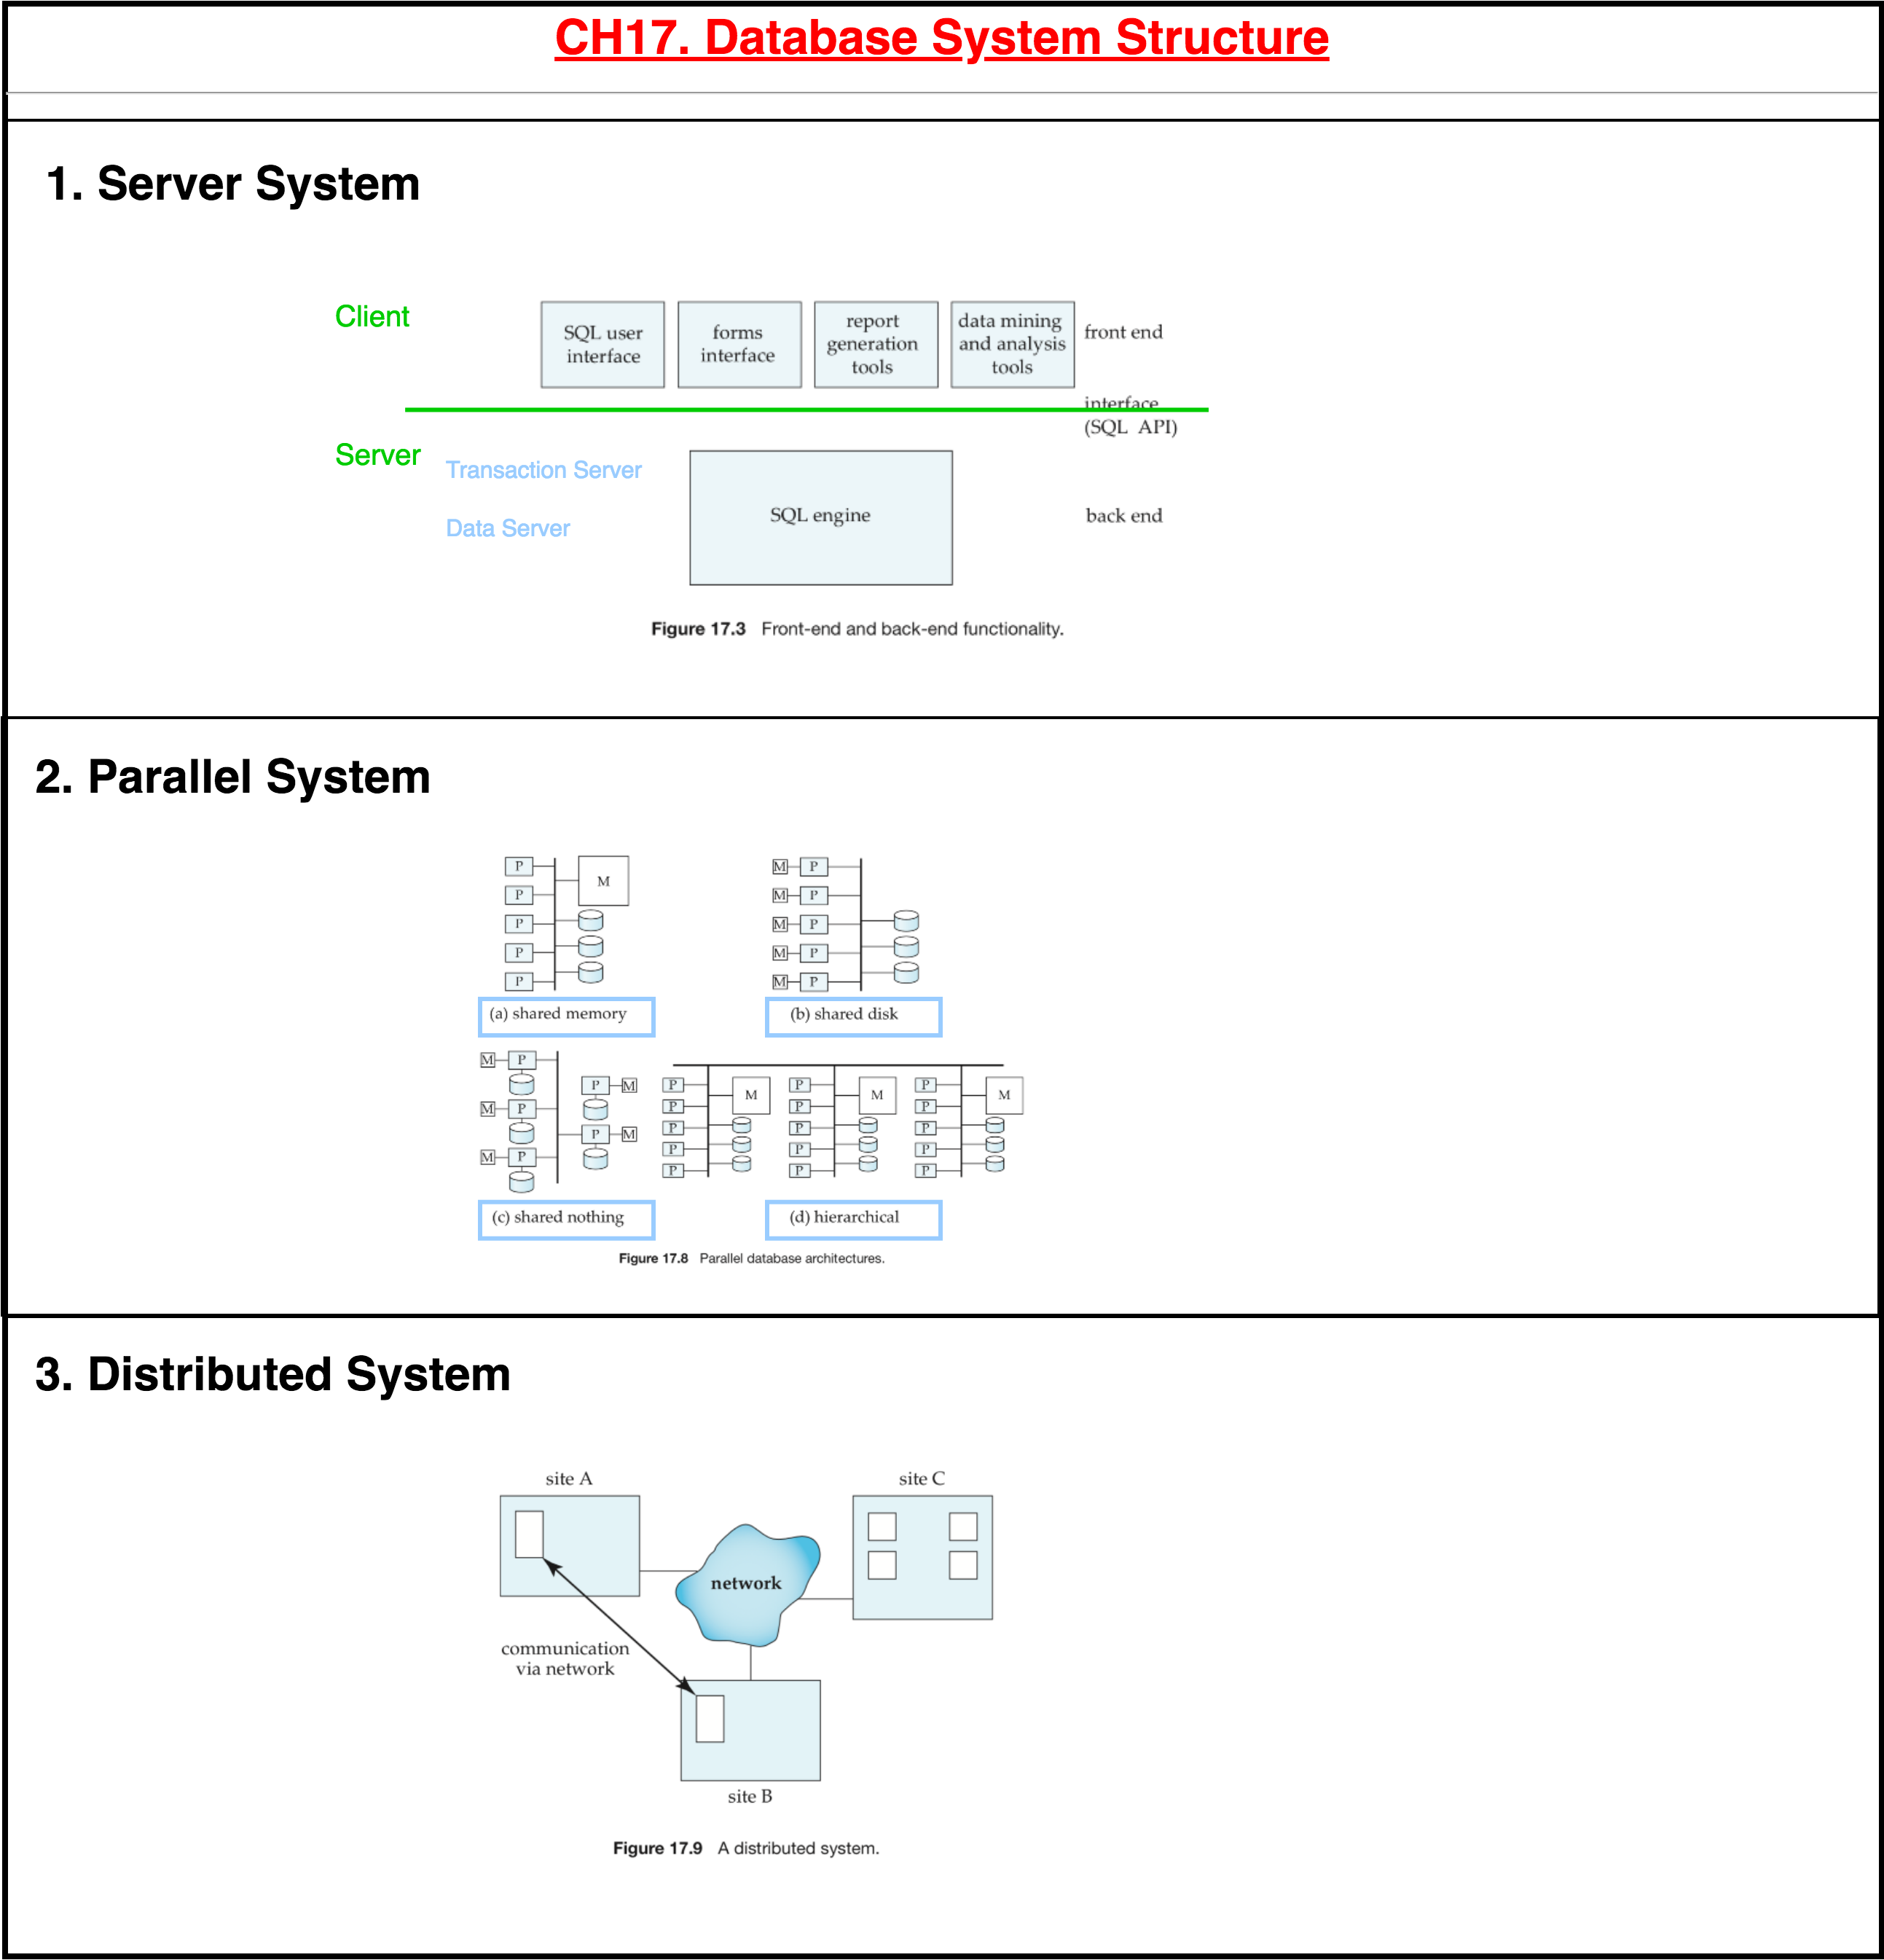 CH17. Database System Structure
1. Server System
Client
SQL user
interface
forms
interface
report
generation
tools
data mining
and analysis
tools
front end
interface
(SQL API)
Server
Transaction Server
Data Server
SQL engine
back end
Figure 17.3 Front-end and back-end functionality.
2. Parallel System
P
P
P
P
P
M
M P
M P
M P
M P
M P
(a) shared memory
(b) shared disk
M P
M P
M P
P M
P M
P
P
P
P
P
M
P
P
P
P
P
M
P
P
P
P
P
M
(c) shared nothing
(d) hierarchical
Figure 17.8 Parallel database architectures.
3. Distributed System
site A
site C
network
communication
via network
site B
Figure 17.9 A distributed system.